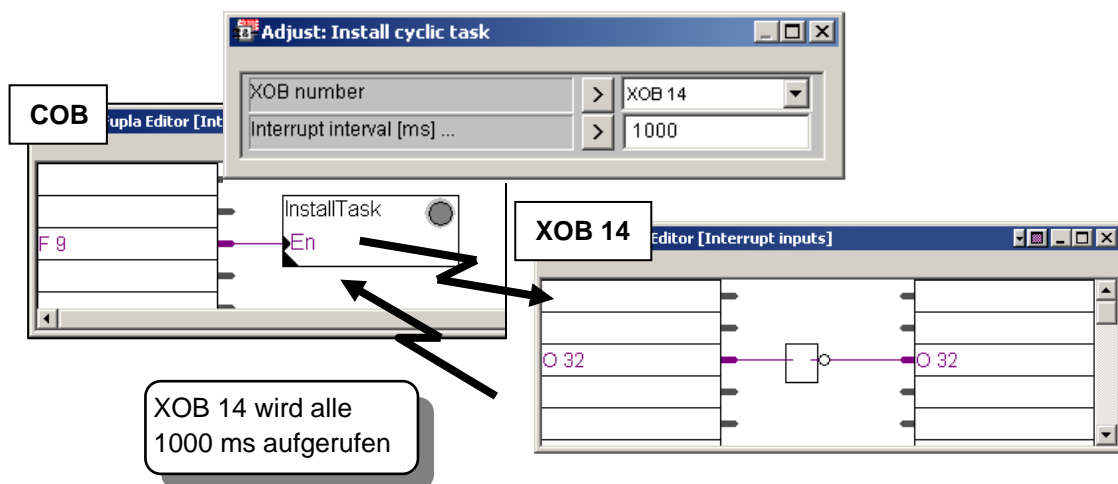 Adjust: Install cyclic task
XOB number
>
XOB 14
Interrupt interval [ms] ...
>
1000
COB
Fupla Editor [Int
InstallTask
F 9
En
XOB 14
Editor [Interrupt inputs]
O 32
O 32
XOB 14 wird alle
1000 ms aufgerufen